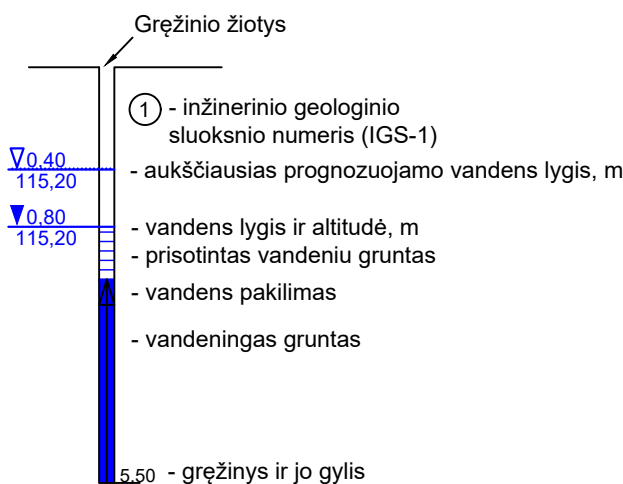 Gręžinio žiotys
1 - inžinerinio geologinio
sluoksnio numeris (IGS-1)
0,40
115,20
- aukščiausias prognozuojamo vandens lygis, m
0,80
115,20
- vandens lygis ir altitudė, m
- prisotintas vandeniu gruntas
- vandens pakilimas
- vandeningas gruntas
5,50 - gręžinys ir jo gylis